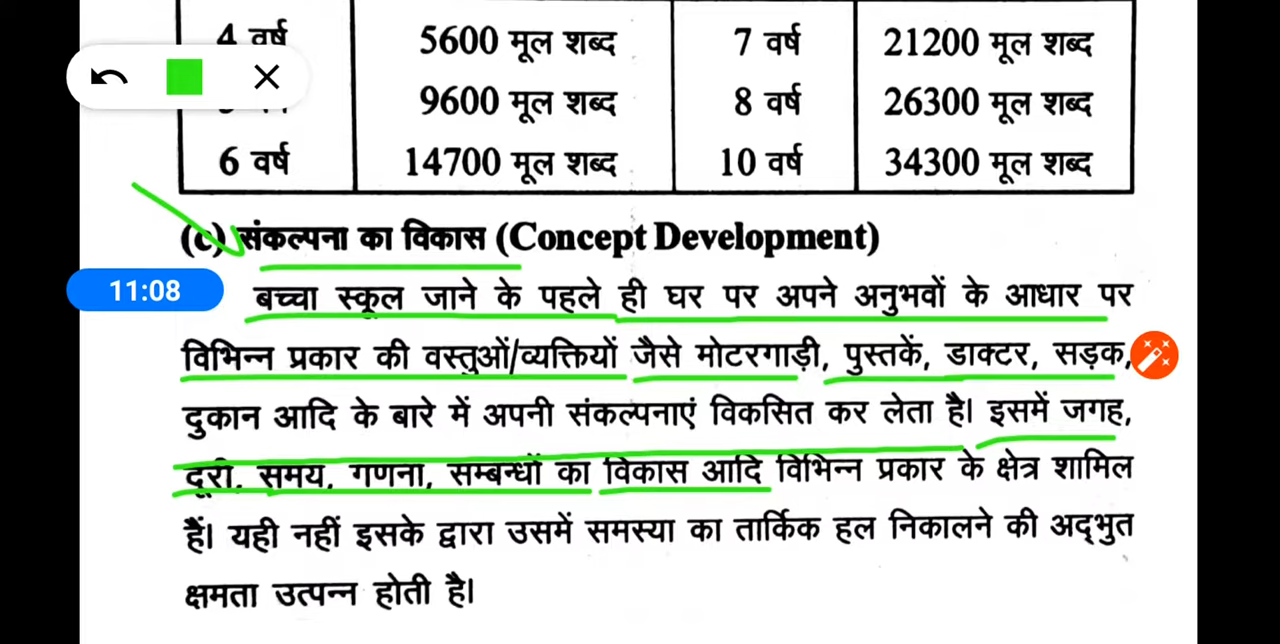 4 वर्ष 5600 मूल शब्द 7 वर्ष 21200 मूल शब्द
9600 मूल शब्द 8 वर्ष 26300 मूल शब्द
6 वर्ष 14700 मूल शब्द 10 वर्ष 34300 मूल शब्द
(c) संकल्पना का विकास (Concept Development)
11:08
बच्चा स्कूल जाने के पहले ही घर पर अपने अनुभवों के आधार पर
विभिन्न प्रकार की वस्तुओं/व्यक्तियों जैसे मोटरगाड़ी, पुस्तकें, डाक्टर, सड़क,
दुकान आदि के बारे में अपनी संकल्पनाएं विकसित कर लेता है। इसमें जगह,
दूरी, समय, गणना, सम्बन्धों का विकास आदि विभिन्न प्रकार के क्षेत्र शामिल
हैं। यही नहीं इसके द्वारा उसमें समस्या का तार्किक हल निकालने की अद्भुत
क्षमता उत्पन्न होती है।